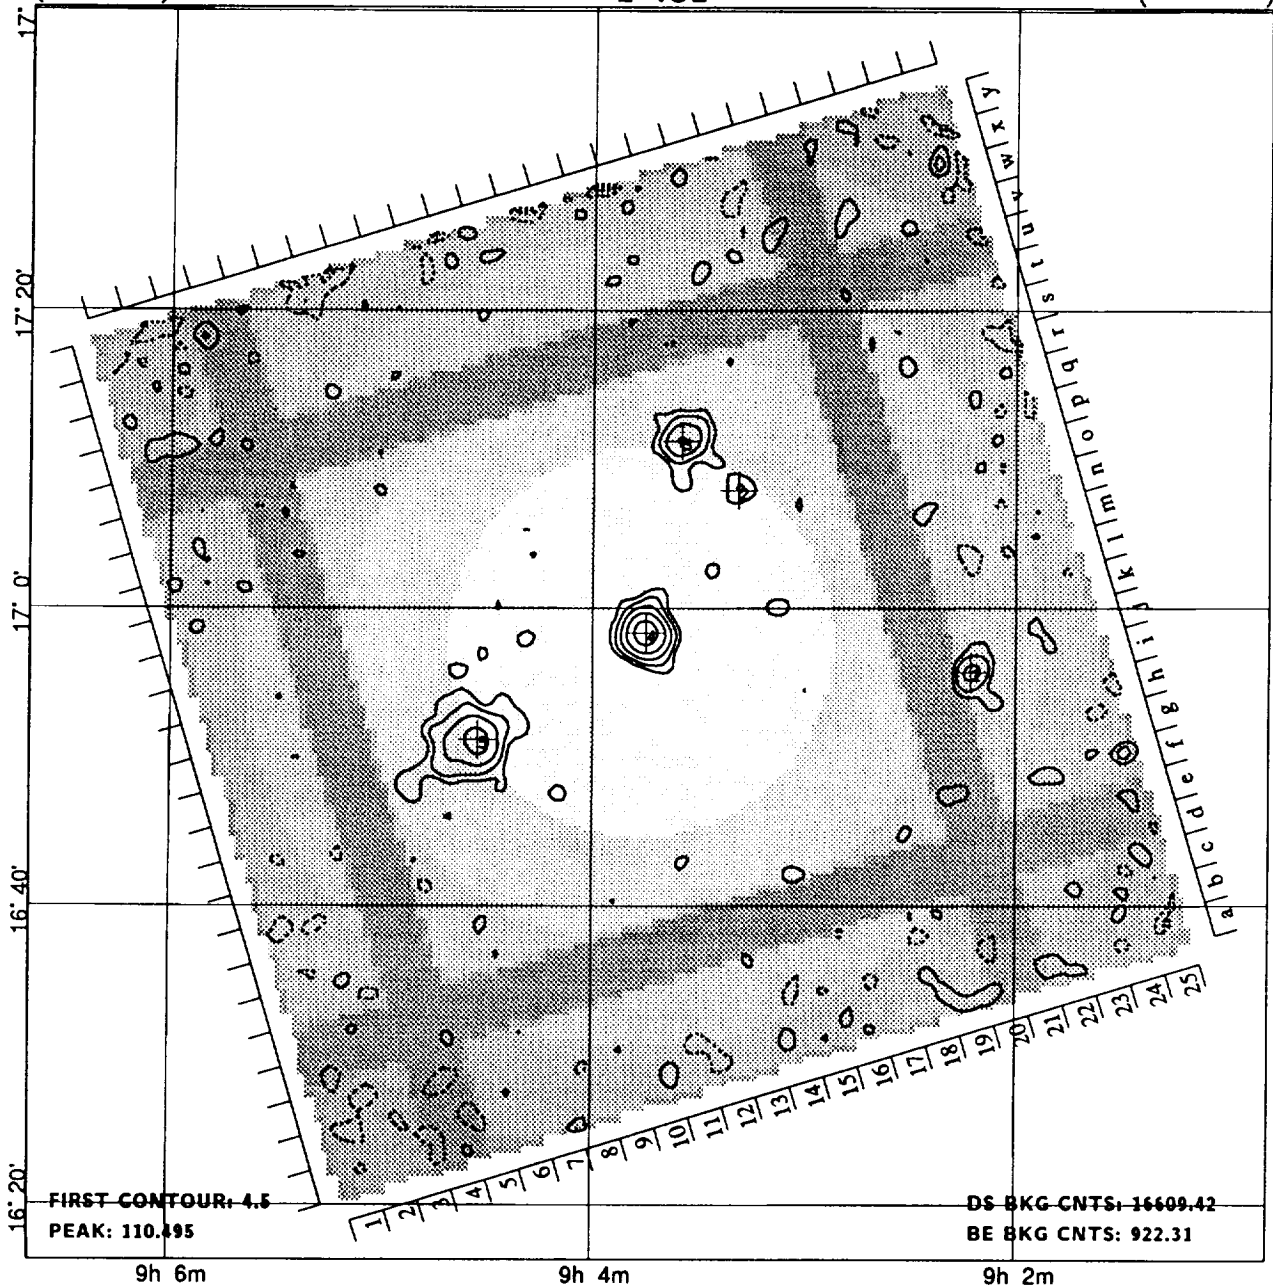 17° 20'
17° 0'
16° 40'
16° 20'
y
x
w
v
u
t
s
r
q
p
o
n
m
l
k
j
i
h
g
f
e
d
c
b
a
1
2
3
4
5
6
7
8
9
10
11
12
13
14
15
16
17
18
19
20
21
22
23
24
25
FIRST CONTOUR: 4.5
PEAK: 110.495
DS BKG CNTS: 16609.42
BE BKG CNTS: 922.31
9h 6m
9h 4m
9h 2m